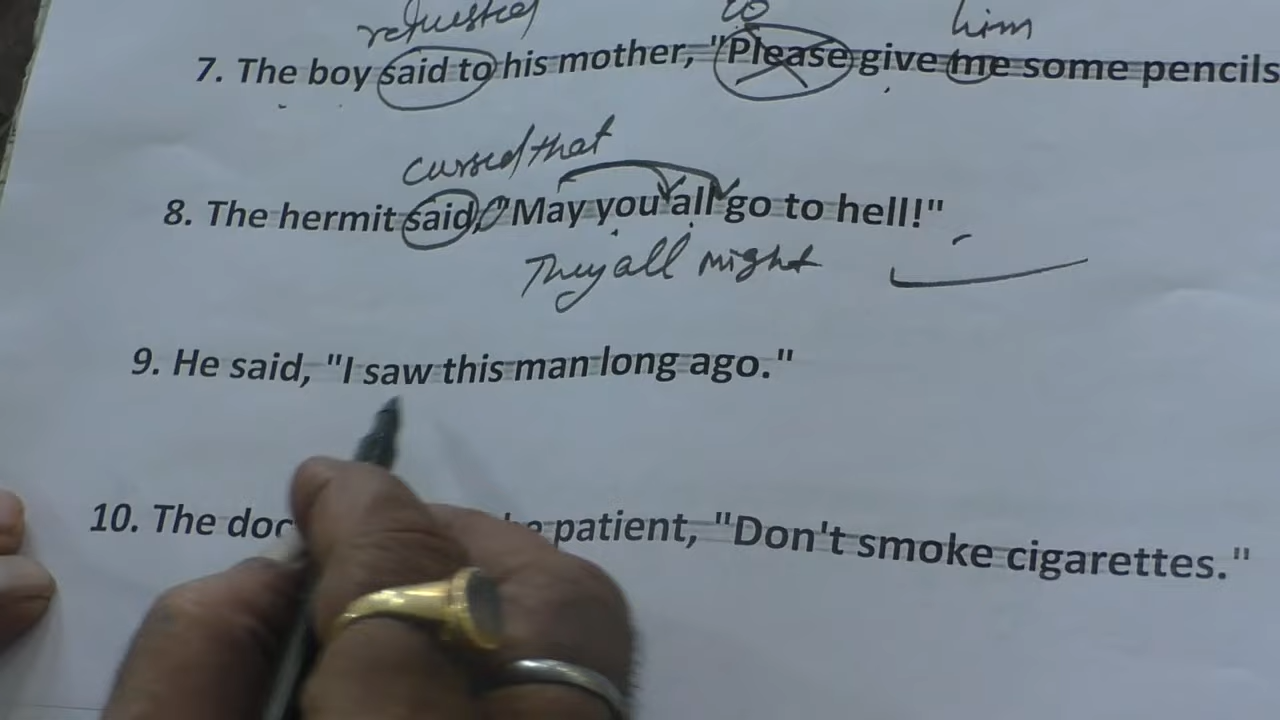 requested to him
7. The boy said to his mother, "Please give me some pencils
cursed that
8. The hermit said, "May you all go to hell!"
They all might
9. He said, "I saw this man long ago."
10. The doc patient, "Don't smoke cigarettes."